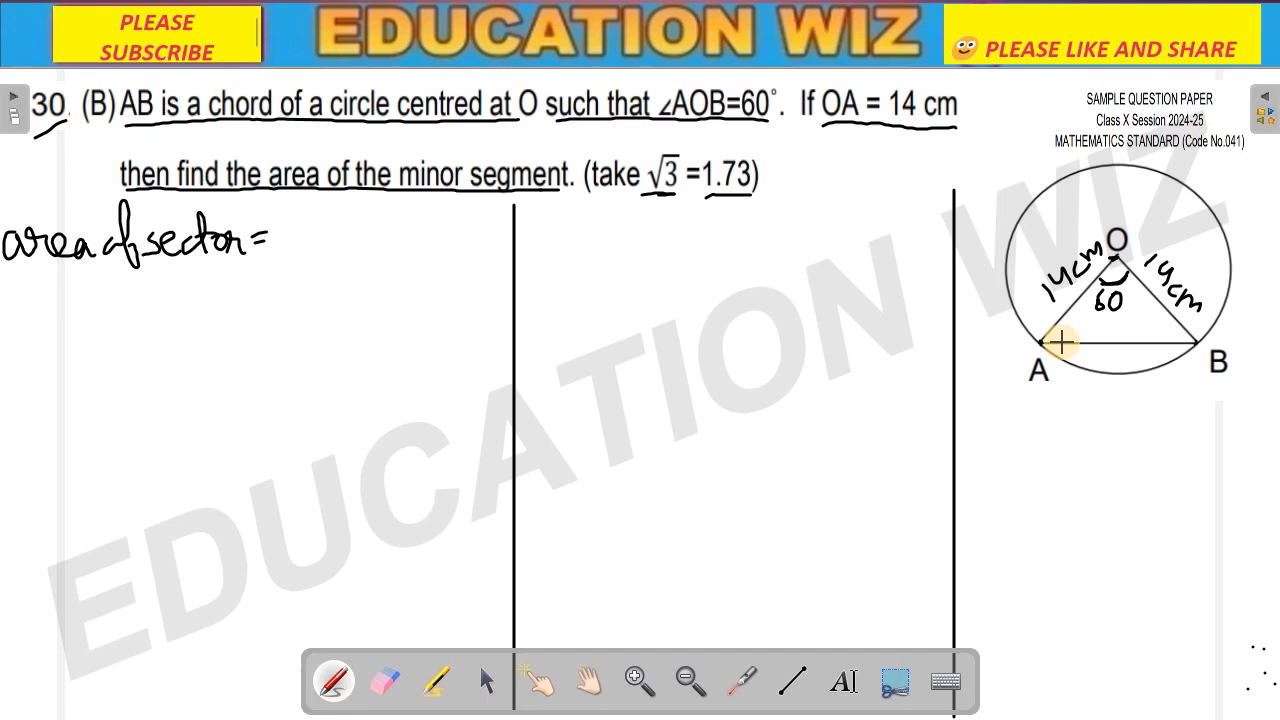 PLEASE
SUBSCRIBE
EDUCATION WIZ
PLEASE LIKE AND SHARE
30. (B) AB is a chord of a circle centred at O such that ∠AOB=60°. If OA = 14 cm
then find the area of the minor segment. (take √3 =1.73)
SAMPLE QUESTION PAPER
Class X Session 2024-25
MATHEMATICS STANDARD (Code No.041)
area of sector =
O
14cm
14cm
60
A
B
EDUCATION WIZ
AI